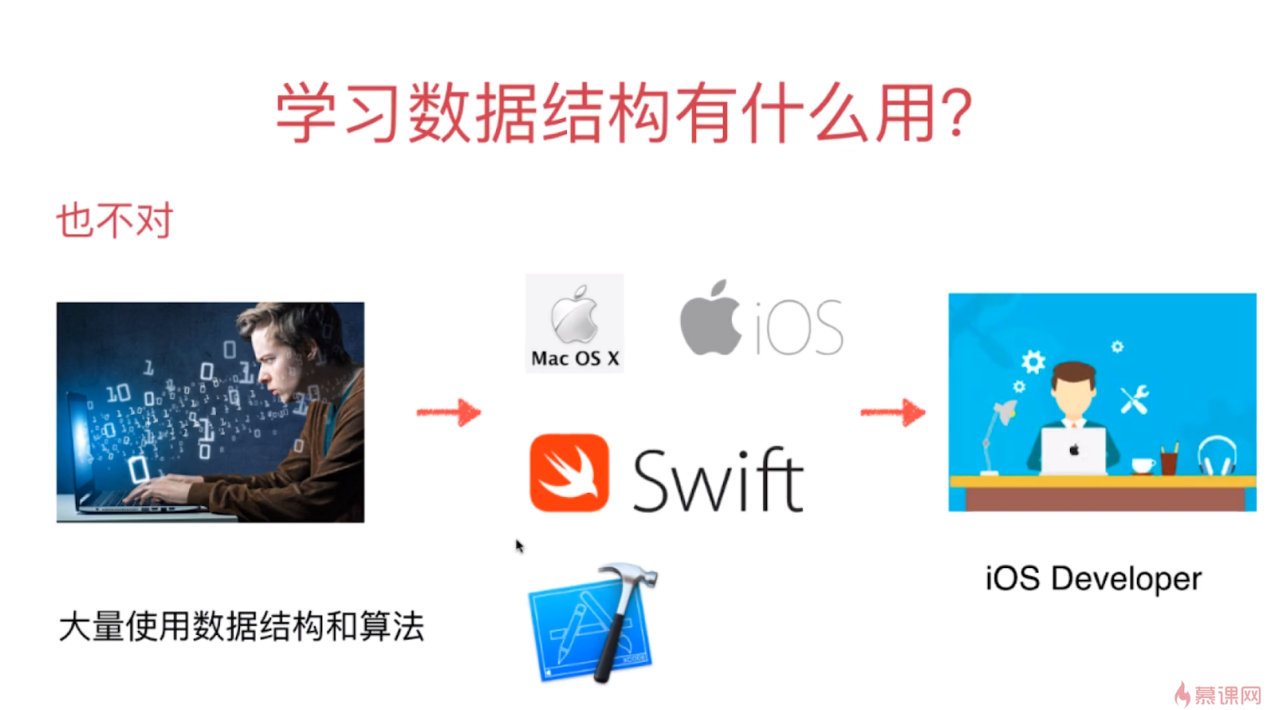 学习数据结构有什么用?
也不对
Mac OS X
iOS
Swift
XCODE
大量使用数据结构和算法
iOS Developer
慕课网